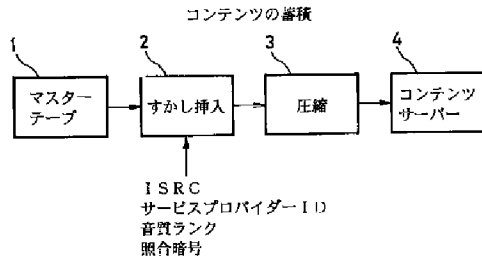 コンテンツの蓄積
1
2
3
4
マスター
テープ
すかし挿入
圧縮
コンテンツ
サーバー
ＩＳＲＣ
サービスプロバイダーＩＤ
音質ランク
照合暗号